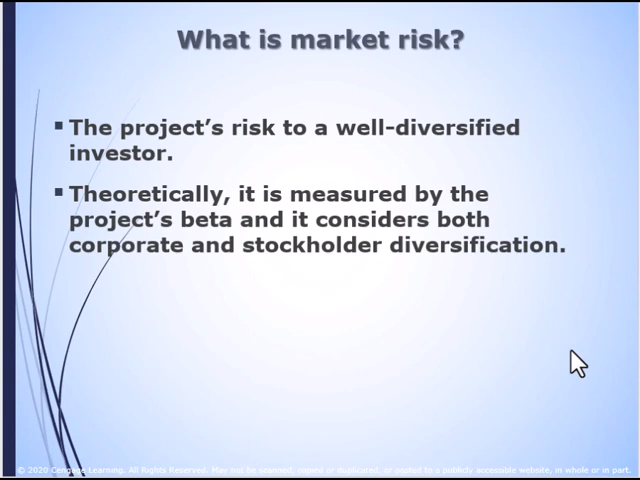 What is market risk?
▪ The project’s risk to a well-diversified
investor.
▪ Theoretically, it is measured by the
project’s beta and it considers both
corporate and stockholder diversification.
© 2020 Cengage Learning. All Rights Reserved. May not be scanned, copied or duplicated, or posted to a publicly accessible website, in whole or in part.